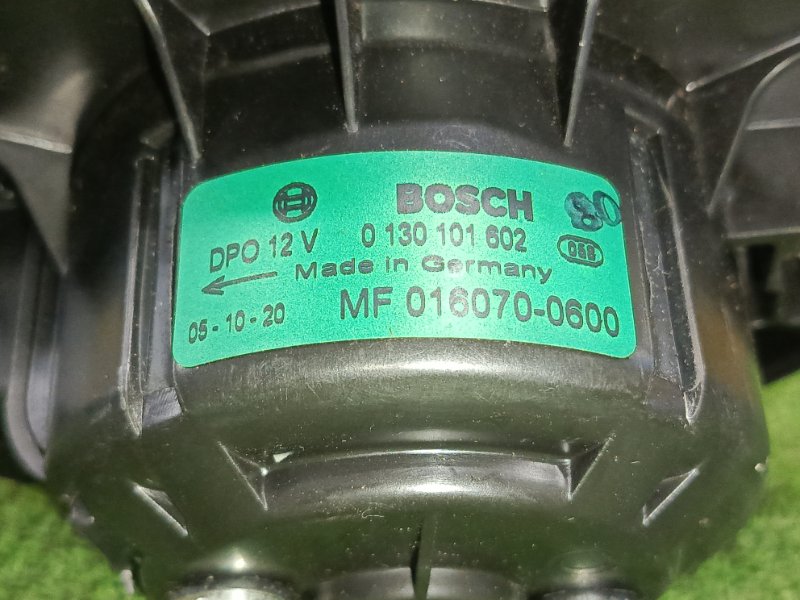 BOSCH
DPO 12 V 0 130 101 602
Made in Germany
05-10-20 MF 016070-0600